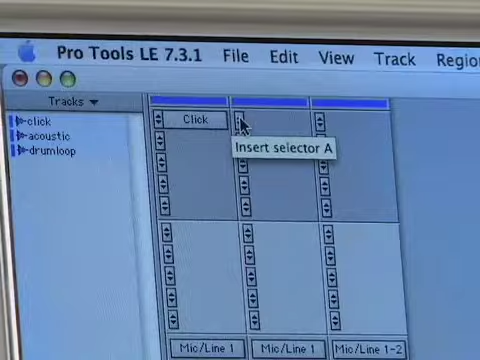 Pro Tools LE 7.3.1 File Edit View Track Regio
Tracks
click
acoustic
drumloop
Click
Insert selector A
Mic/Line 1
Mic/Line 1
Mic/Line 1-2